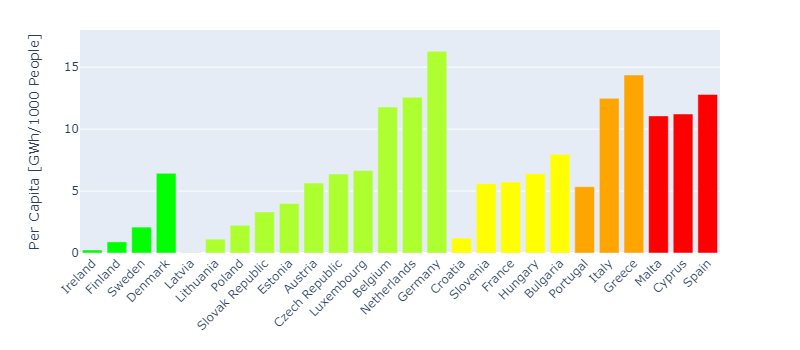 Per Capita [GWh/1000 People]
15
10
5
0
Ireland
Finland
Sweden
Denmark
Latvia
Lithuania
Poland
Slovak Republic
Estonia
Austria
Czech Republic
Luxembourg
Belgium
Netherlands
Germany
Croatia
Slovenia
France
Hungary
Bulgaria
Portugal
Italy
Greece
Malta
Cyprus
Spain